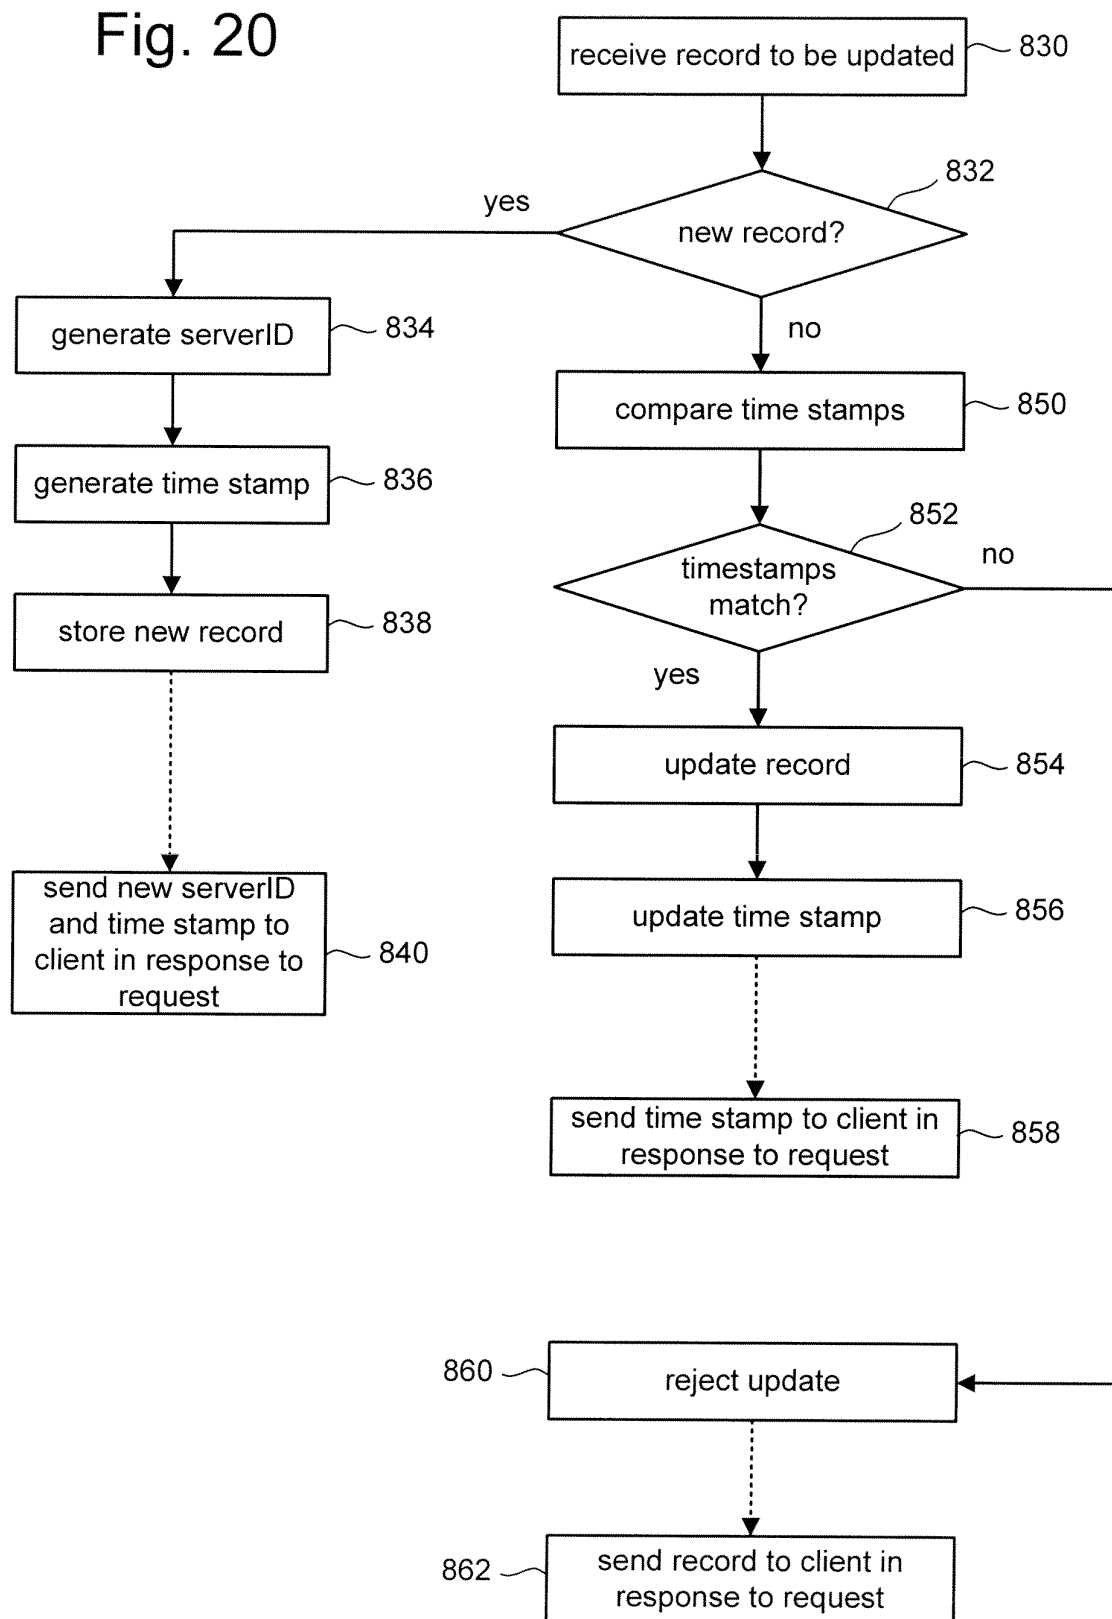 Fig. 20
receive record to be updated
830
832
new record?
yes
no
generate serverID
834
generate time stamp
836
store new record
838
send new serverID
and time stamp to
client in response to
request
840
compare time stamps
850
852
timestamps
match?
no
yes
update record
854
update time stamp
856
send time stamp to client in
response to request
858
860
reject update
862
send record to client in
response to request